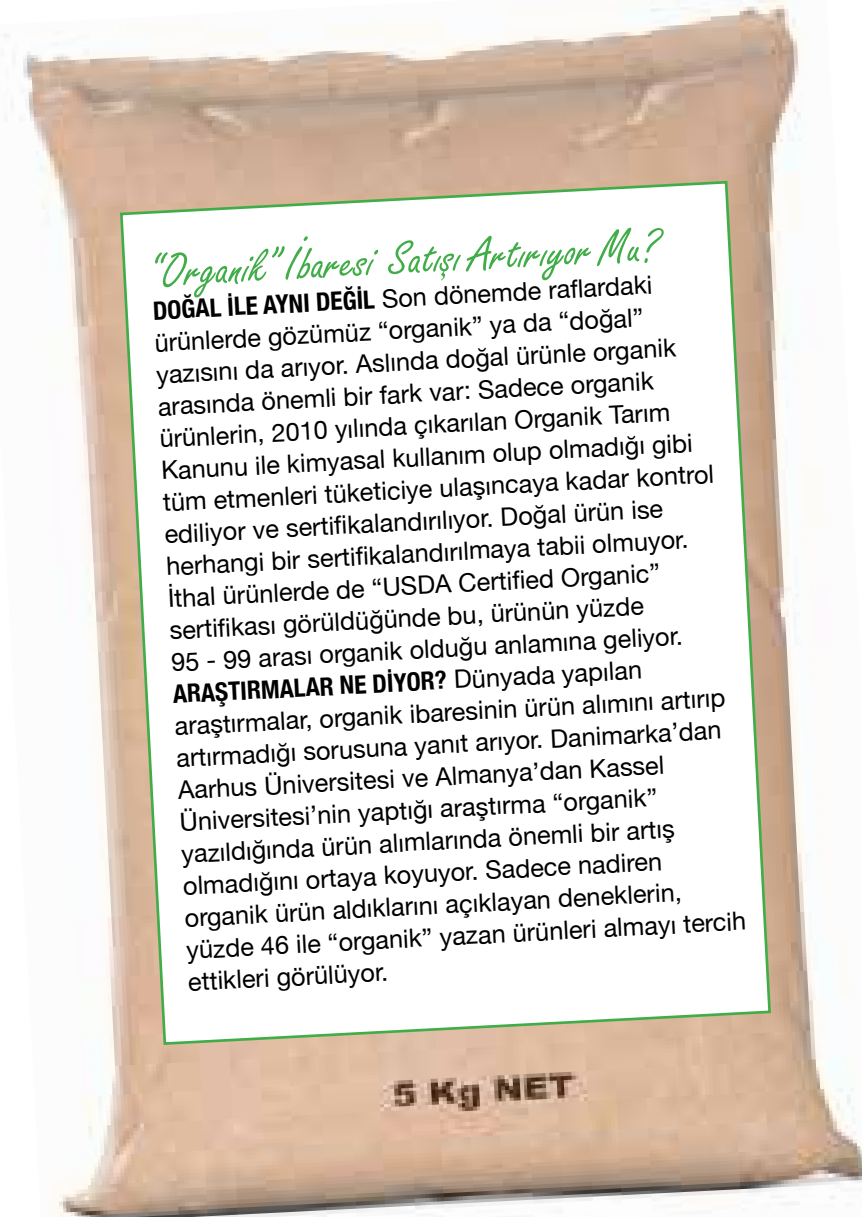 “Organik” İbaresi Satışı Artırıyor Mu?
DOĞAL İLE AYNI DEĞİL Son dönemde raflardaki
ürünlerde gözümüz “organik” ya da “doğal”
yazısını da arıyor. Aslında doğal ürünle organik
arasında önemli bir fark var: Sadece organik
ürünlerin, 2010 yılında çıkarılan Organik Tarım
Kanunu ile kimyasal kullanım olup olmadığı gibi
tüm etmenleri tüketiciye ulaşıncaya kadar kontrol
ediliyor ve sertifikalandırılıyor. Doğal ürün ise
herhangi bir sertifikalandırılmaya tabii olmuyor.
İthal ürünlerde de “USDA Certified Organic”
sertifikası görüldüğünde bu, ürünün yüzde
95 - 99 arası organik olduğu anlamına geliyor.
ARAŞTIRMALAR NE DİYOR? Dünyada yapılan
araştırmalar, organik ibaresinin ürün alımını artırıp
artırmadığı sorusuna yanıt arıyor. Danimarka’dan
Aarhus Üniversitesi ve Almanya’dan Kassel
Üniversitesi’nin yaptığı araştırma “organik”
yazıldığında ürün alımlarında önemli bir artış
olmadığını ortaya koyuyor. Sadece nadiren
organik ürün aldıklarını açıklayan deneklerin,
yüzde 46 ile “organik” yazan ürünleri almayı tercih
ettikleri görülüyor.
5 Kg NET